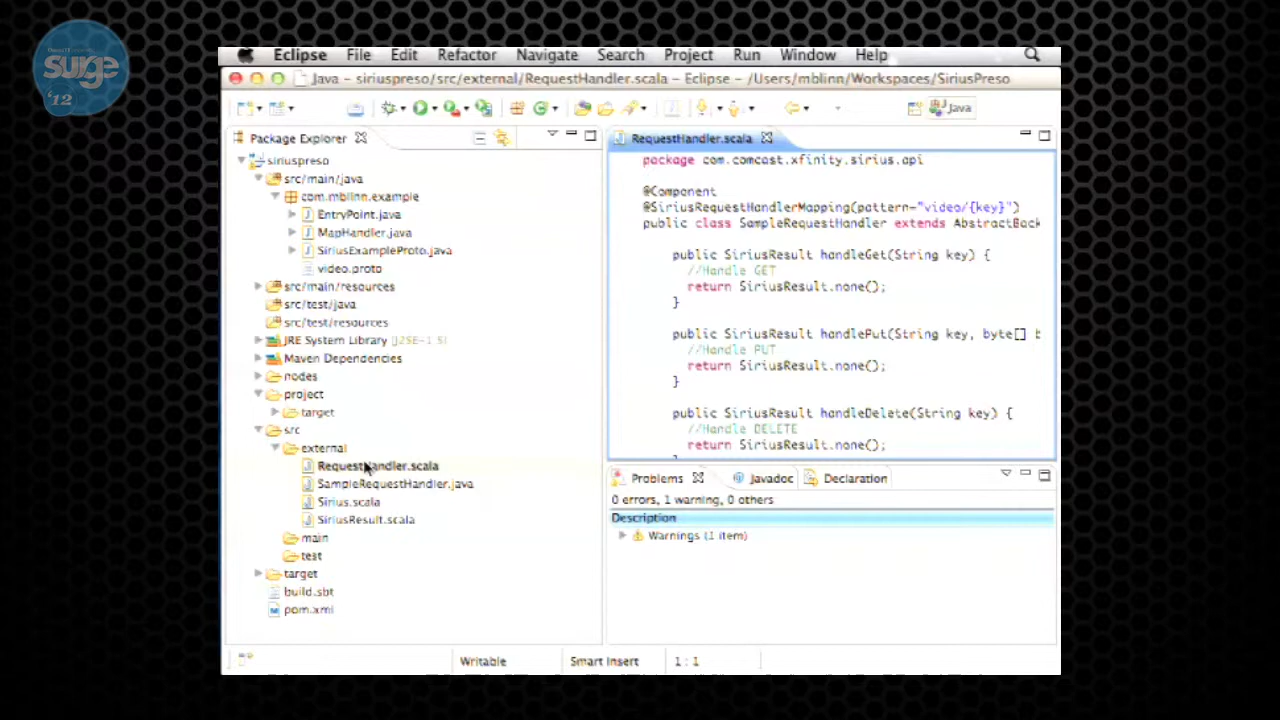 surge
'12
Eclipse File Edit Refactor Navigate Search Project Run Window Help
Java – siriuspreso/src/external/RequestHandler.scala – Eclipse – /Users/mblinn/Workspaces/SiriusPreso
Java
Package Explorer
siriuspreso
src/main/java
com.mblinn.example
EntryPoint.java
MapHandler.java
SiriusExampleProto.java
video.proto
src/main/resources
src/test/java
src/test/resources
JRE System Library [J2SE-1.5]
Maven Dependencies
nodes
project
target
src
external
RequestHandler.scala
SampleRequestHandler.java
Sirius.scala
SiriusResult.scala
main
test
target
build.sbt
pom.xml
RequestHandler.scala
package com.comcast.xfinity.sirius.api
@Component
@SiriusRequestHandlerMapping(pattern="video/{key}")
public class SampleRequestHandler extends AbstractBack
public SiriusResult handleGet(String key) {
//Handle GET
return SiriusResult.none();
}
public SiriusResult handlePut(String key, byte[] b
//Handle PUT
return SiriusResult.none();
}
public SiriusResult handleDelete(String key) {
//Handle DELETE
return SiriusResult.none();
Problems Javadoc Declaration
0 errors, 1 warning, 0 others
Description
Warnings (1 item)
Writable Smart Insert 1 : 1